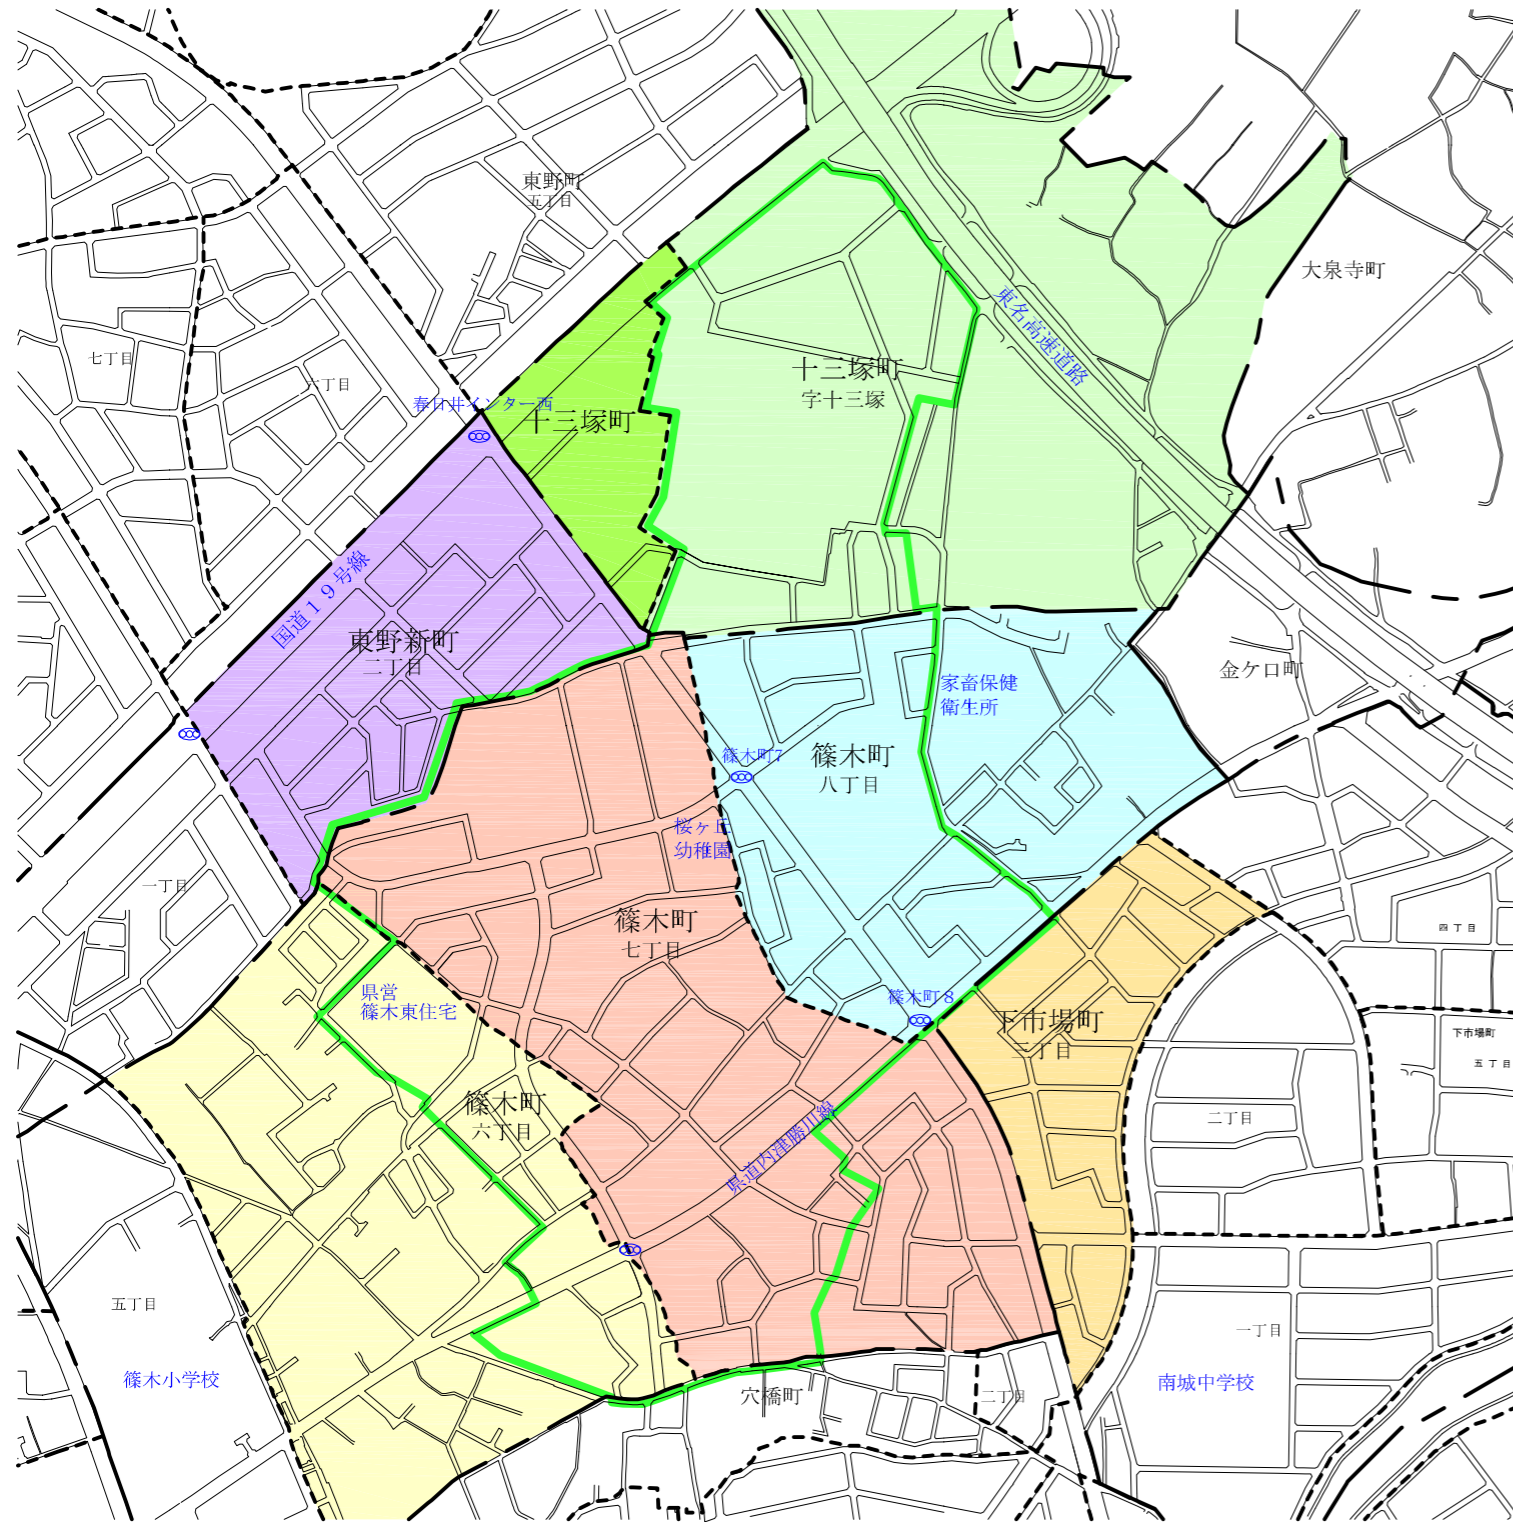 東野町
五丁目
大泉寺町
東名高速道路
七丁目
六丁目
十三塚町
字十三塚
春日井インター西
十三塚町
国道19号線
東野新町
二丁目
家畜保健
衛生所
金ケ口町
篠木町7
篠木町
八丁目
桜ヶ丘
幼稚園
一丁目
篠木町
七丁目
四丁目
県営
篠木東住宅
篠木町8
下市場町
三丁目
下市場町
五丁目
篠木町
六丁目
県道内津勝川線
二丁目
五丁目
一丁目
篠木小学校
南城中学校
穴橋町
二丁目